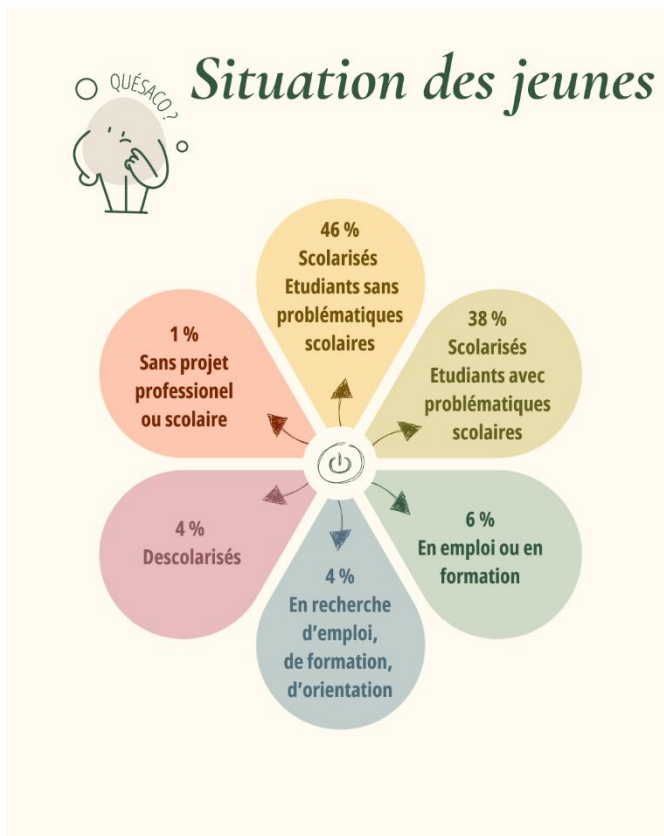 QUÉSACO ?
Situation des jeunes
46 %
Scolarisés
Etudiants sans
problématiques
scolaires
38 %
Scolarisés
Etudiants avec
problématiques
scolaires
6 %
En emploi ou en
formation
4 %
En recherche
d'emploi,
de formation,
d'orientation
4 %
Descolarisés
1 %
Sans projet
professionel
ou scolaire